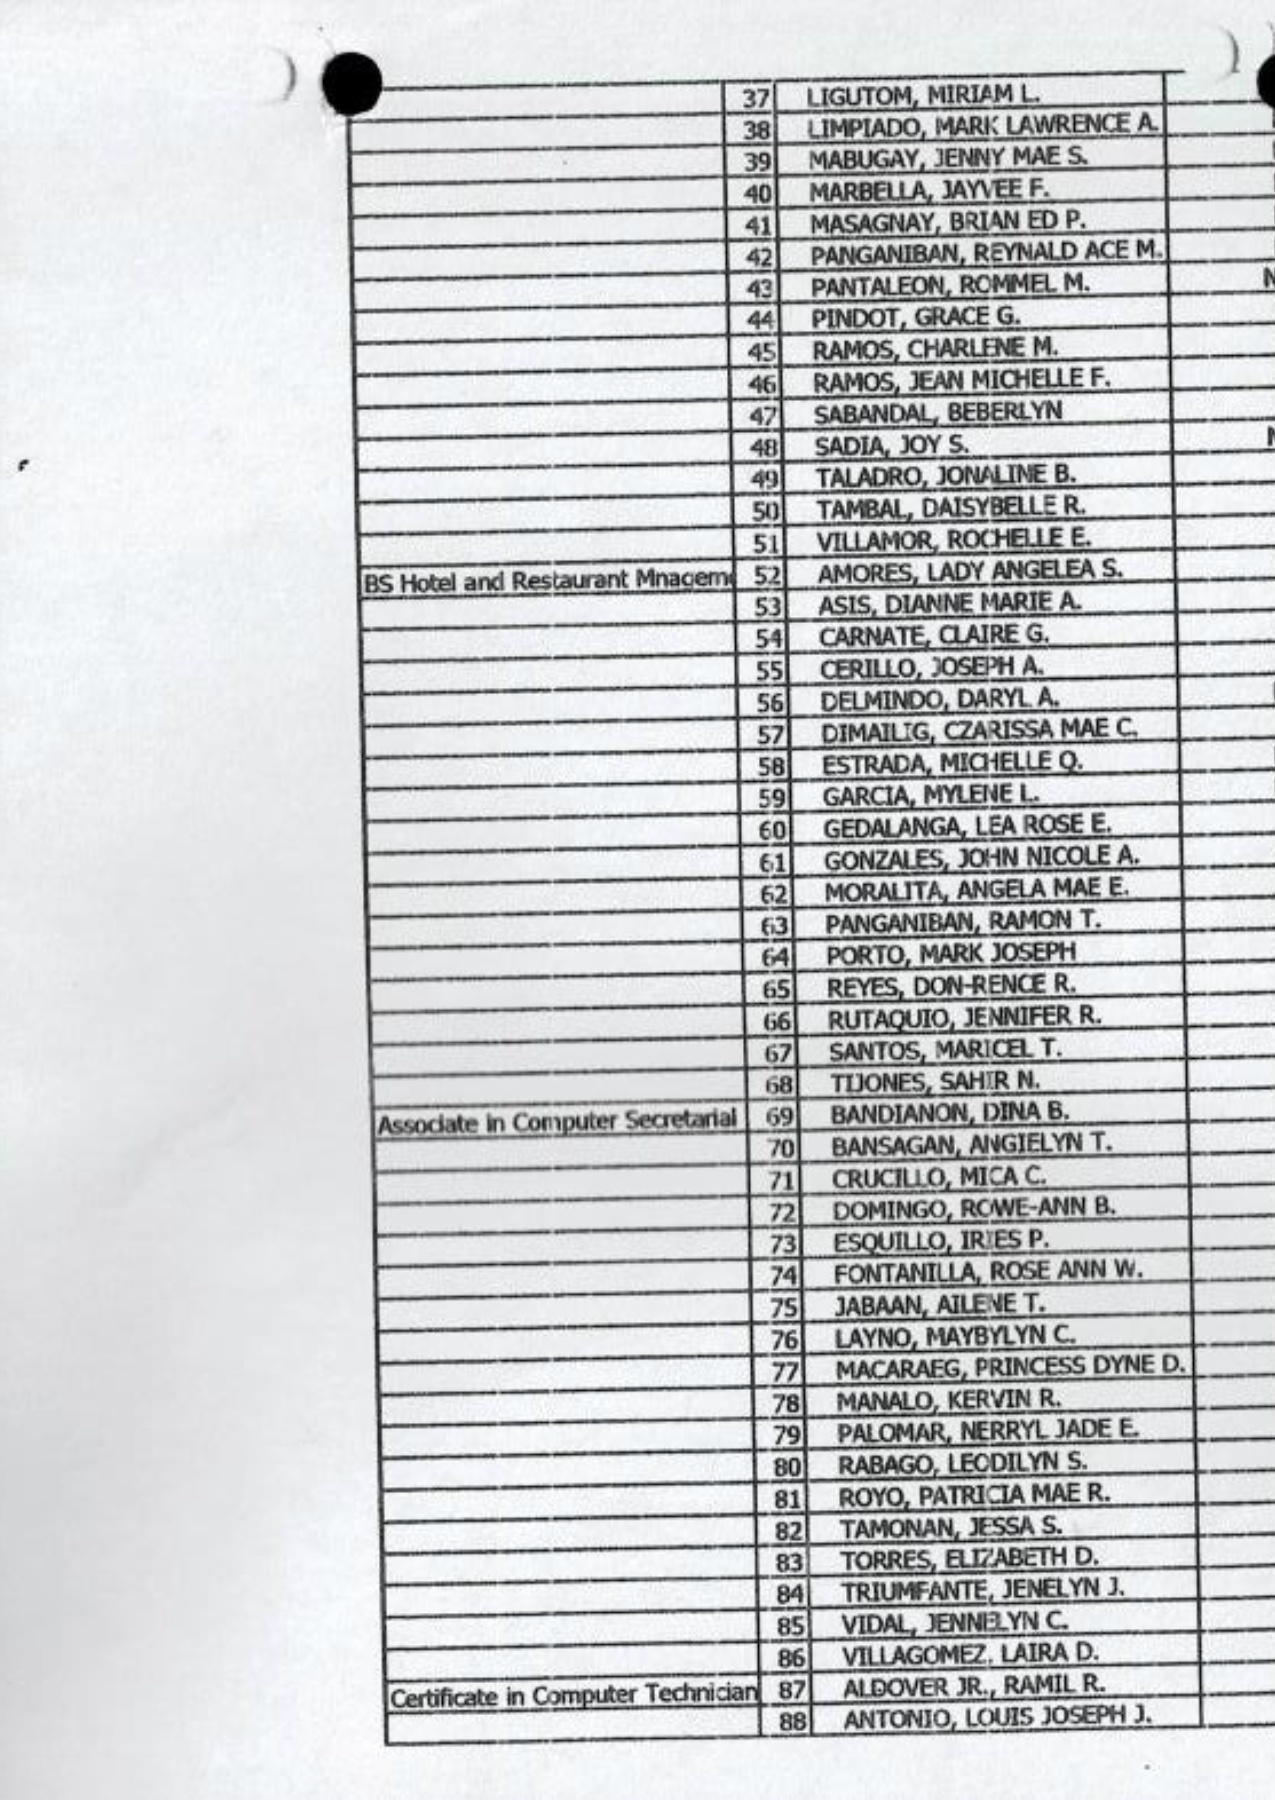 37 LIGUTOM, MIRIAM L.
38 LIMPIADO, MARK LAWRENCE A.
39 MABUGAY, JENNY MAE S.
40 MARBELLA, JAYVEE F.
41 MASAGNAY, BRIAN ED P.
42 PANGANIBAN, REYNALD ACE M.
43 PANTALEON, ROMMEL M.
44 PINDOT, GRACE G.
45 RAMOS, CHARLENE M.
46 RAMOS, JEAN MICHELLE F.
47 SABANDAL, BEBERLYN
48 SADIA, JOY S.
49 TALADRO, JONALINE B.
50 TAMBAL, DAISYBELLE R.
51 VILLAMOR, ROCHELLE E.
BS Hotel and Restaurant Mnagem 52 AMORES, LADY ANGELEA S.
53 ASIS, DIANNE MARIE A.
54 CARNATE, CLAIRE G.
55 CERILLO, JOSEPH A.
56 DELMINDO, DARYL A.
57 DIMAILIG, CZARISSA MAE C.
58 ESTRADA, MICHELLE Q.
59 GARCIA, MYLENE L.
60 GEDALANGA, LEA ROSE E.
61 GONZALES, JOHN NICOLE A.
62 MORALITA, ANGELA MAE E.
63 PANGANIBAN, RAMON T.
64 PORTO, MARK JOSEPH
65 REYES, DON-RENCE R.
66 RUTAQUIO, JENNIFER R.
67 SANTOS, MARICEL T.
68 TIJONES, SAHIR N.
Associate in Computer Secretarial 69 BANDIANON, DINA B.
70 BANSAGAN, ANGIELYN T.
71 CRUCILLO, MICA C.
72 DOMINGO, ROWE-ANN B.
73 ESQUILLO, IRIES P.
74 FONTANILLA, ROSE ANN W.
75 JABAAN, AILENE T.
76 LAYNO, MAYBYLYN C.
77 MACARAEG, PRINCESS DYNE D.
78 MANALO, KERVIN R.
79 PALOMAR, NERRYL JADE E.
80 RABAGO, LEODILYN S.
81 ROYO, PATRICIA MAE R.
82 TAMONAN, JESSA S.
83 TORRES, ELIZABETH D.
84 TRIUMFANTE, JENELYN J.
85 VIDAL, JENNELYN C.
86 VILLAGOMEZ, LAIRA D.
Certificate in Computer Technician 87 ALDOVER JR., RAMIL R.
88 ANTONIO, LOUIS JOSEPH J.